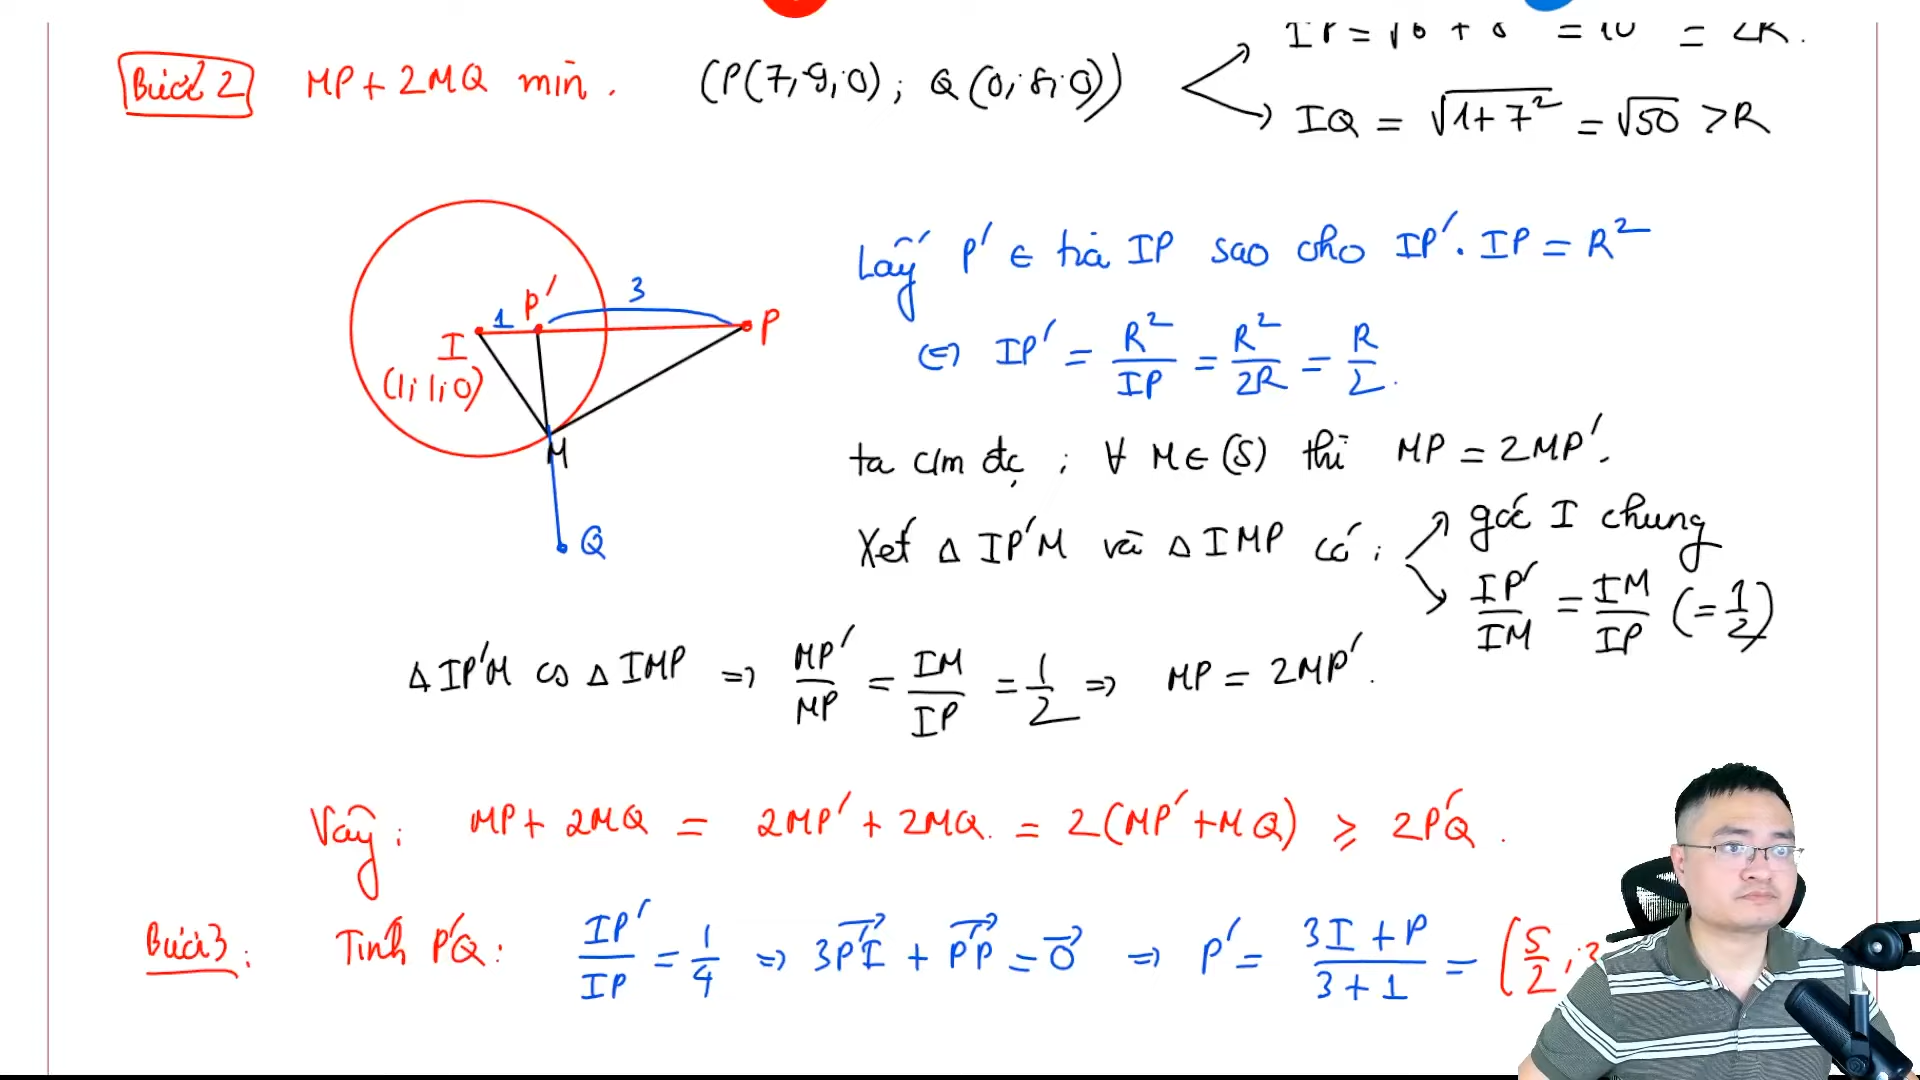 IP = √6 + 8 = 10 = 2R.
Bước 2 MP + 2MQ min. (P(7;9;0); Q(0;8;0))
IQ = √1+7² = √50 > R
Lấy P' ∈ tia IP sao cho IP'. IP = R²
1 P' 3 P
I
(1;1;0)
M
Q
⇔ IP' = R²/IP = R²/2R = R/2.
ta c/m đc: ∀ M ∈ (S) thì MP = 2MP'.
Xét Δ IP'M và Δ IMP có: góc I chung
IP'/IM = IM/IP (= 1/2)
Δ IP'M ∽ Δ IMP ⇒ MP'/MP = IM/IP = 1/2 ⇒ MP = 2MP'.
Vậy: MP + 2MQ = 2MP' + 2MQ. = 2(MP' + MQ) ≥ 2P'Q.
Bước 3: Tính P'Q: IP'/IP = 1/4 ⇒ 3P'I + P'P = 0 ⇒ P' = 3I + P/3 + 1 = (5/2;3